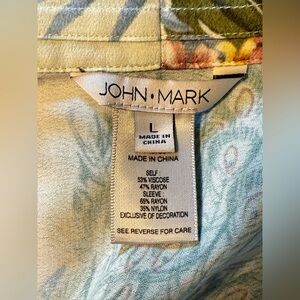 JOHN•MARK
L
MADE IN
CHINA
MADE IN CHINA
SELF :
53% VISCOSE
47% RAYON
SLEEVE :
65% RAYON
35% NYLON
EXCLUSIVE OF DECORATION
SEE REVERSE FOR CARE